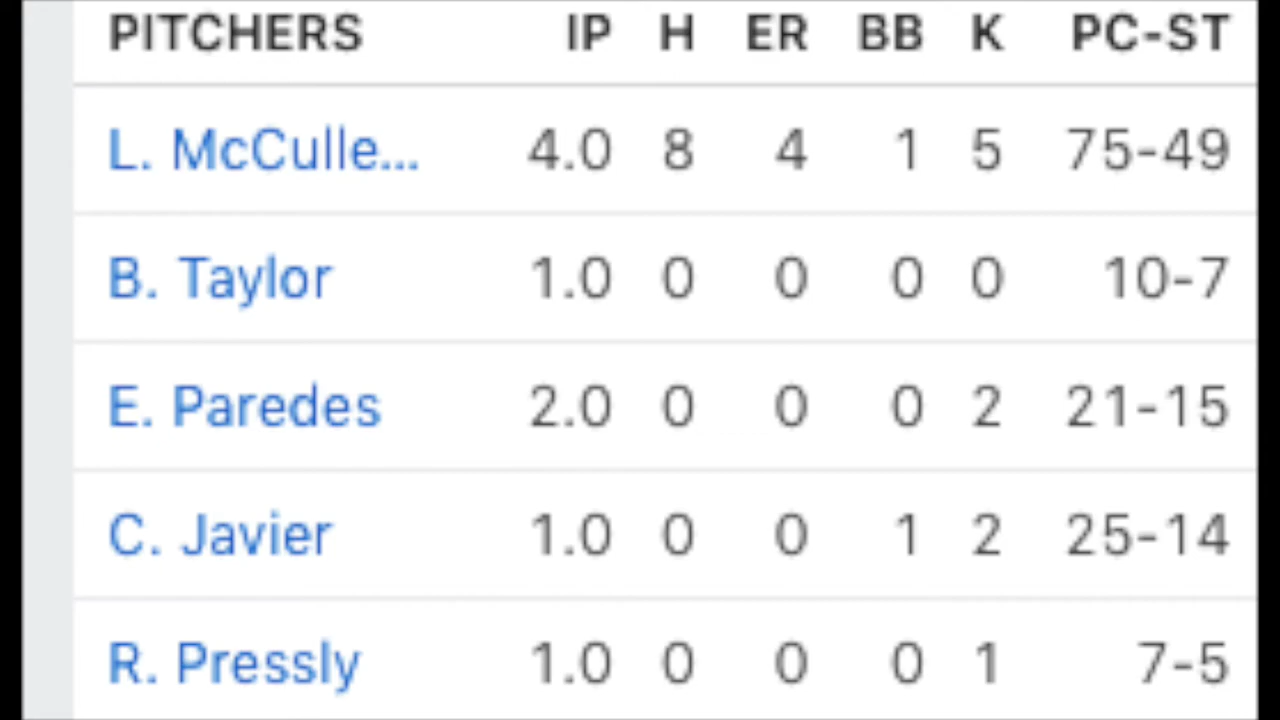 PITCHERS IP H ER BB K PC-ST
L. McCulle... 4.0 8 4 1 5 75-49
B. Taylor 1.0 0 0 0 0 10-7
E. Paredes 2.0 0 0 0 2 21-15
C. Javier 1.0 0 0 1 2 25-14
R. Pressly 1.0 0 0 0 1 7-5